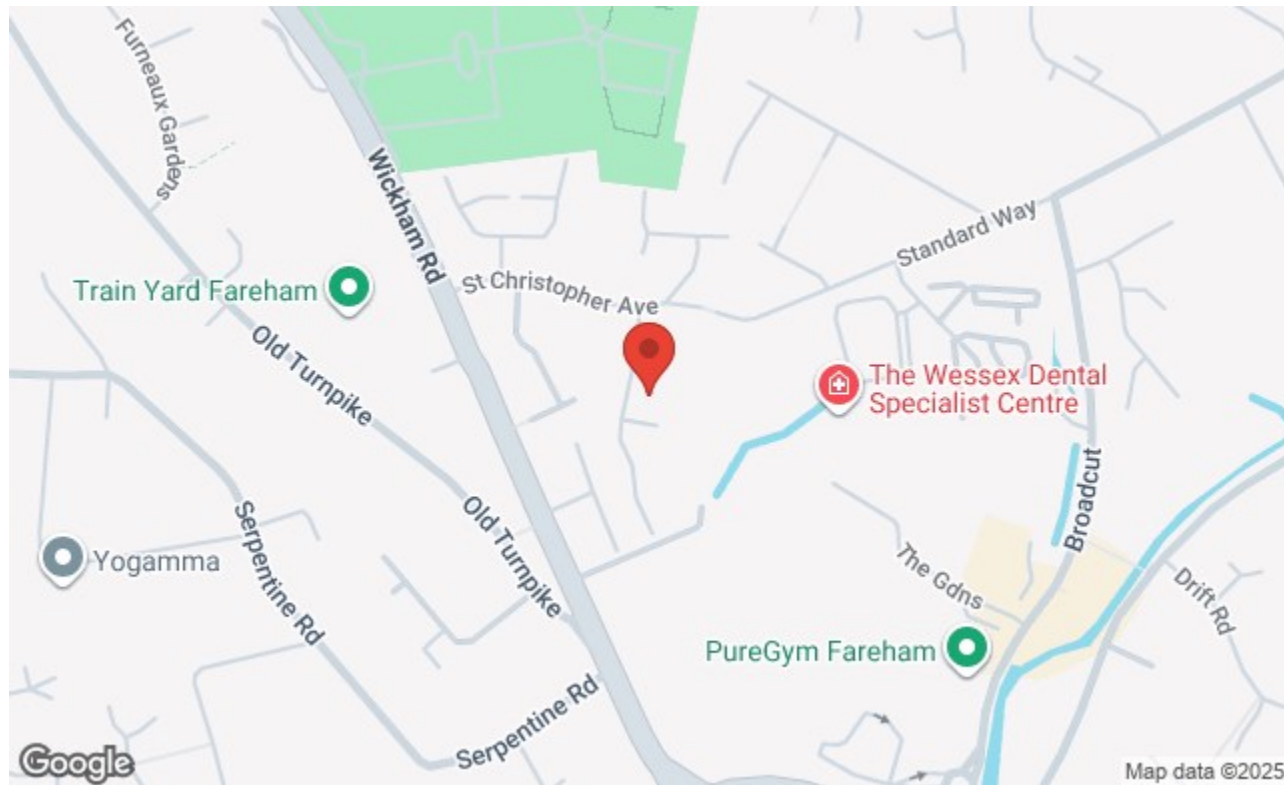 Furneaux Gardens
St
Wickham Rd
Standard Way
St Christopher Ave
Train Yard Fareham
Old Turnpike
The Wessex Dental
Specialist Centre
Broadcut
Old Turnpike
Serpentine Rd
Yogamma
The Gdns
Drift Rd
PureGym Fareham
Serpentine Rd
Google
Map data ©2025